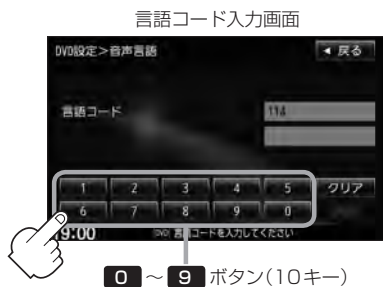 言語コード入力画面
DVD設定＞音声言語
◀ 戻る
言語コード
114
1 2 3 4 5 クリア
6 7 8 9 0
9:00 DVD 言語コードを入力してください
0 ～ 9 ボタン（10キー）